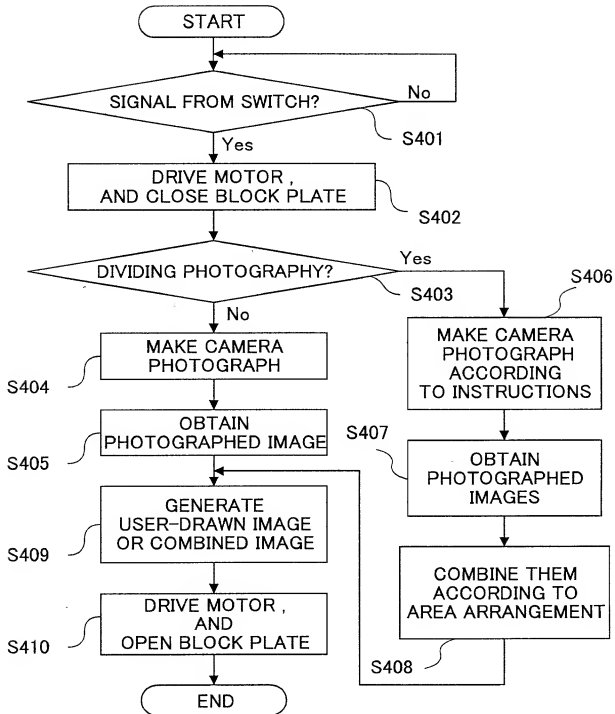 START
SIGNAL FROM SWITCH?
No
S401
Yes
DRIVE MOTOR ,
AND CLOSE BLOCK PLATE
S402
DIVIDING PHOTOGRAPHY?
Yes
S403
No
MAKE CAMERA
PHOTOGRAPH
S404
OBTAIN
PHOTOGRAPHED IMAGE
S405
S406
MAKE CAMERA
PHOTOGRAPH
ACCORDING
TO INSTRUCTIONS
S407
OBTAIN
PHOTOGRAPHED
IMAGES
COMBINE THEM
ACCORDING TO
AREA ARRANGEMENT
S408
GENERATE
USER-DRAWN IMAGE
OR COMBINED IMAGE
S409
DRIVE MOTOR ,
AND
OPEN BLOCK PLATE
S410
END